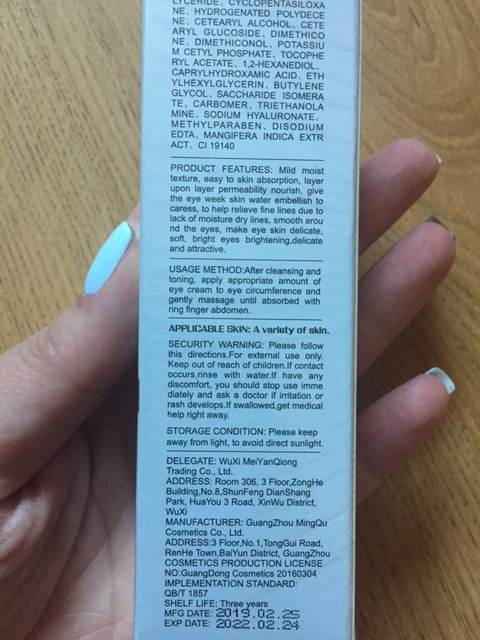 LYCERIDE、CYCLOPENTASILOXA
NE、HYDROGENATED POLYDECE
NE、CETEARYL ALCOHOL、CETE
ARYL GLUCOSIDE、DIMETHICO
NE、DIMETHICONOL、POTASSIU
M CETYL PHOSPHATE、TOCOPHE
RYL ACETATE、1,2-HEXANEDIOL、
CAPRYLHYDROXAMIC ACID、ETH
YLHEXYLGLYCERIN、BUTYLENE
GLYCOL、SACCHARIDE ISOMERA
TE、CARBOMER、TRIETHANOLA
MINE、SODIUM HYALURONATE、
METHYLPARABEN、DISODIUM
EDTA、MANGIFERA INDICA EXTR
ACT、CI 19140
PRODUCT FEATURES: Mild moist
texture, easy to skin absorption, layer
upon layer permeability nourish, give
the eye week skin water embellish to
caress, to help relieve fine lines due to
lack of moisture dry lines, smooth arou
nd the eyes, make eye skin delicate,
soft, bright eyes brightening,delicate
and attractive.
USAGE METHOD:After cleansing and
toning, apply appropriate amount of
eye cream to eye circumference and
gently massage until absorbed with
ring finger abdomen.
APPLICABLE SKIN: A variety of skin.
SECURITY WARNING: Please follow
this directions.For external use only.
Keep out of reach of children.If contact
occurs,rinse with water.If have any
discomfort, you should stop use imme
diately and ask a doctor if irritation or
rash develops.If swallowed,get medical
help right away.
STORAGE CONDITION: Please keep
away from light, to avoid direct sunlight.
DELEGATE: WuXi MeiYanQiong
Trading Co., Ltd.
ADDRESS: Room 306, 3 Floor,ZongHe
Building,No.8,ShunFeng DianShang
Park, HuaYou 3 Road, XinWu District,
WuXi
MANUFACTURER: GuangZhou MingQu
Cosmetics Co., Ltd.
ADDRESS:3 Floor,No.1,TongGui Road,
RenHe Town,BaiYun District, GuangZhou
COSMETICS PRODUCTION LICENSE
NO:GuangDong Cosmetics 20160304
IMPLEMENTATION STANDARD:
QB/T 1857
SHELF LIFE: Three years
MFG DATE: 2019.02.25
EXP DATE: 2022.02.24